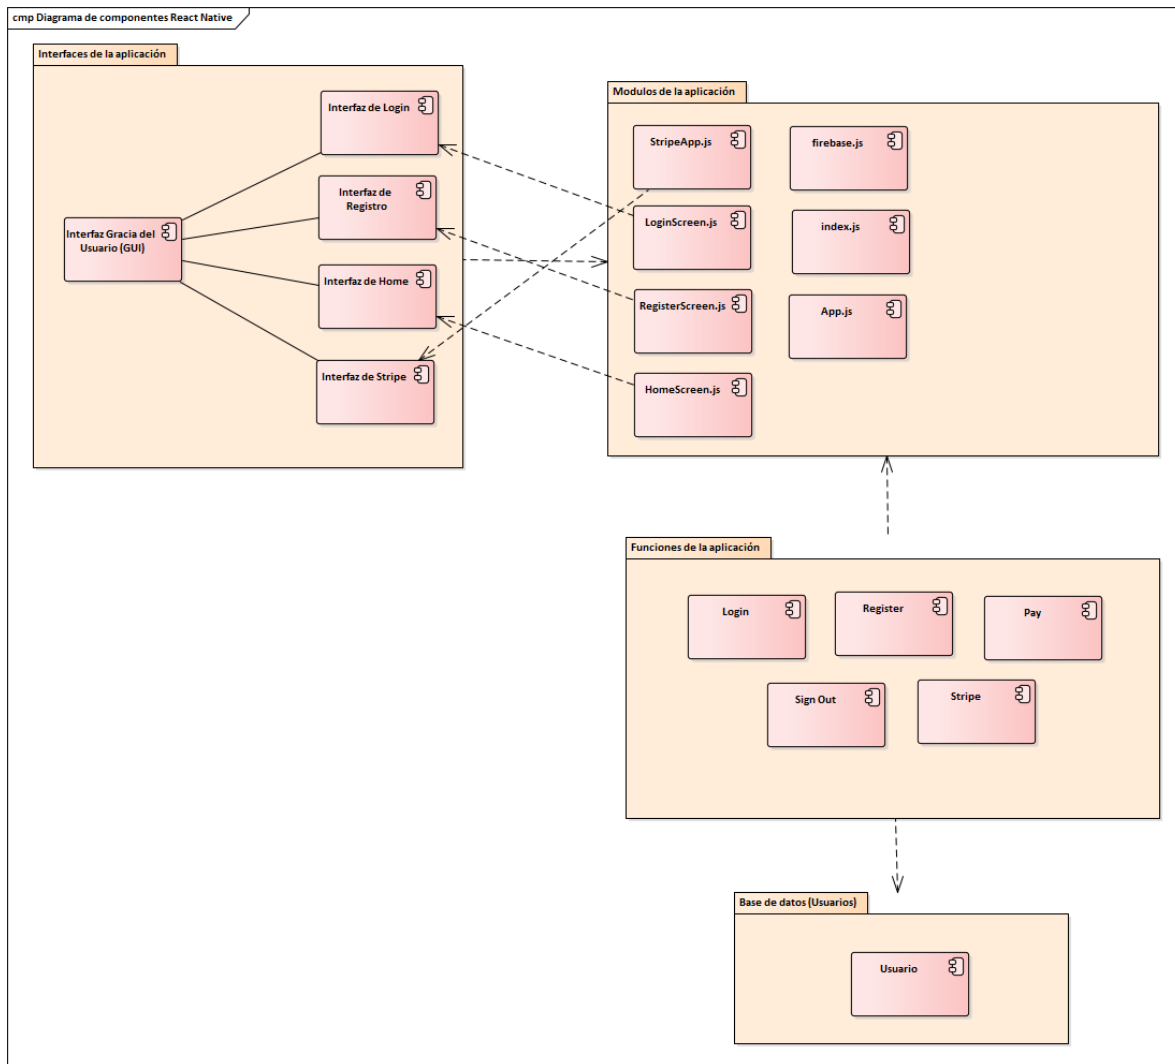 cmp Diagrama de componentes React Native
Interfaces de la aplicación
Interfaz de Login
Interfaz de
Registro
Interfaz Gracia del
Usuario (GUI)
Interfaz de Home
Interfaz de Stripe
Modulos de la aplicación
StripeApp.js
firebase.js
LoginScreen.js
index.js
RegisterScreen.js
App.js
HomeScreen.js
Funciones de la aplicación
Login
Register
Pay
Sign Out
Stripe
Base de datos (Usuarios)
Usuario